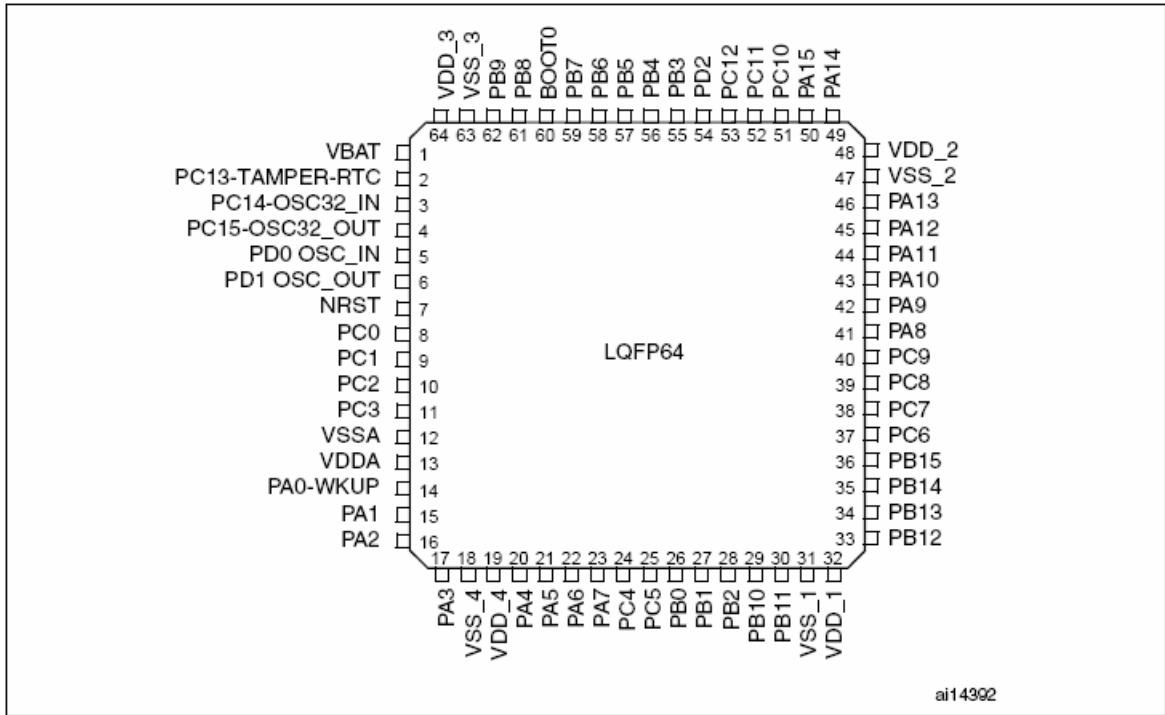 VDD_3
VSS_3
PB9
PB8
BOOT0
PB7
PB6
PB5
PB4
PB3
PD2
PC12
PC11
PC10
PA15
PA14
64 63 62 61 60 59 58 57 56 55 54 53 52 51 50 49
VBAT 1
PC13-TAMPER-RTC 2
PC14-OSC32_IN 3
PC15-OSC32_OUT 4
PD0 OSC_IN 5
PD1 OSC_OUT 6
NRST 7
PC0 8
PC1 9
PC2 10
PC3 11
VSSA 12
VDDA 13
PA0-WKUP 14
PA1 15
PA2 16
LQFP64
48 VDD_2
47 VSS_2
46 PA13
45 PA12
44 PA11
43 PA10
42 PA9
41 PA8
40 PC9
39 PC8
38 PC7
37 PC6
36 PB15
35 PB14
34 PB13
33 PB12
17 18 19 20 21 22 23 24 25 26 27 28 29 30 31 32
PA3
VSS_4
VDD_4
PA4
PA5
PA6
PA7
PC4
PC5
PB0
PB1
PB2
PB10
PB11
VSS_1
VDD_1
ai14392